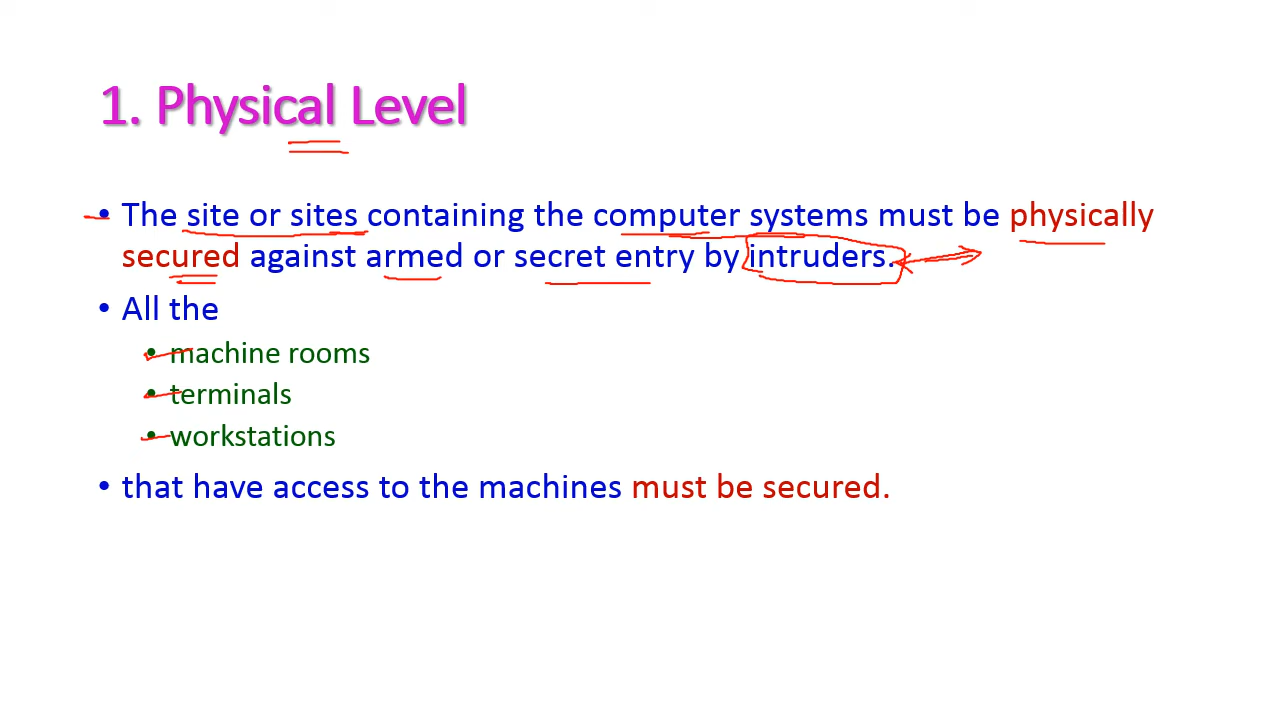 1. Physical Level
• The site or sites containing the computer systems must be physically
secured against armed or secret entry by intruders.
• All the
• machine rooms
• terminals
• workstations
• that have access to the machines must be secured.